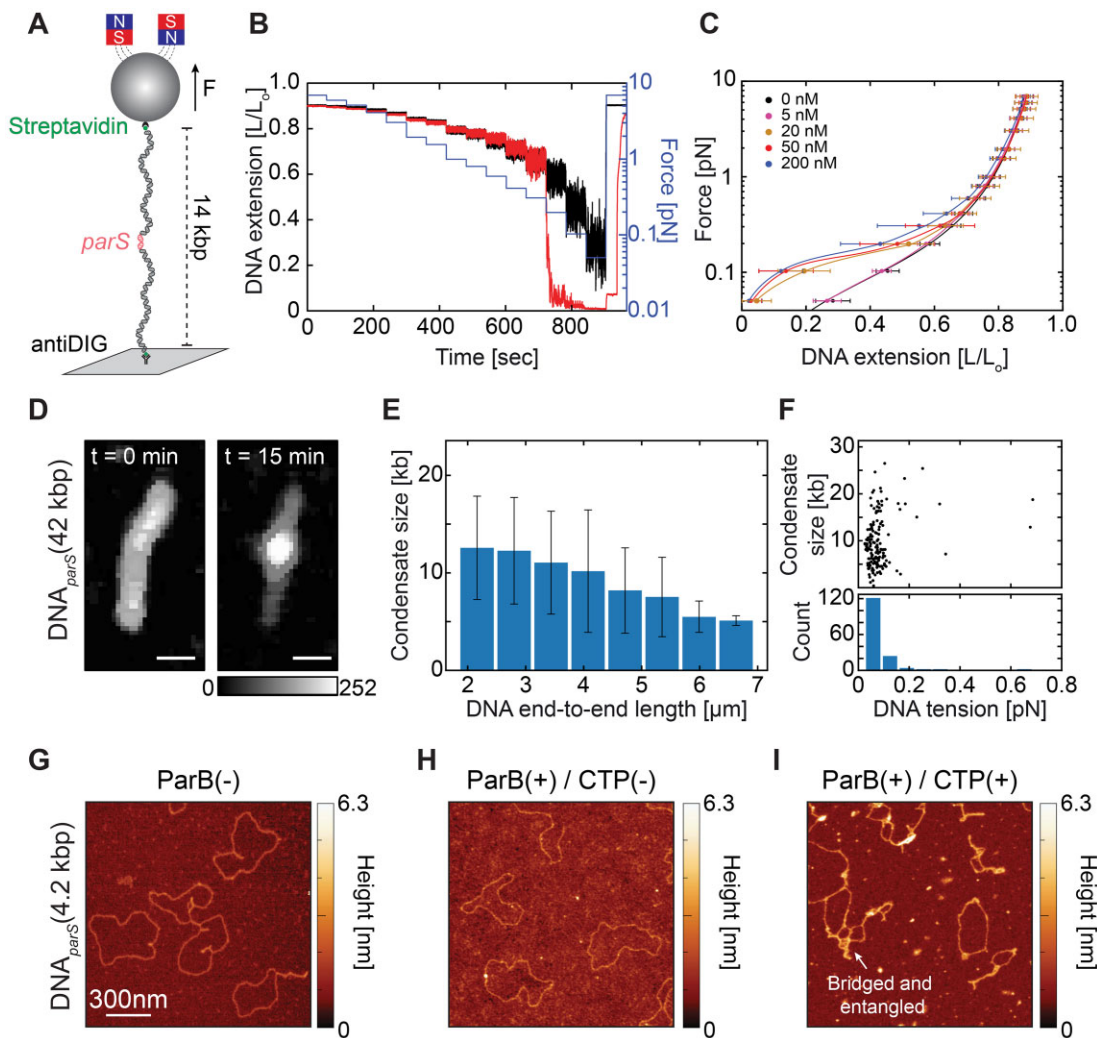 A
N
S
S
N
F
Streptavidin
14 kbp
parS
antiDIG
B
DNA extension [L/Lo]
1.0
0.8
0.6
0.4
0.2
0
0 200 400 600 800
Time [sec]
Force [pN]
10
1
0.1
0.01
C
Force [pN]
10
1
0.1
0 nM
5 nM
20 nM
50 nM
200 nM
0 0.2 0.4 0.6 0.8 1.0
DNA extension [L/Lo]
D
DNAparS(42 kbp)
t = 0 min
t = 15 min
0 252
E
Condensate size [kb]
20
10
0
2 3 4 5 6 7
DNA end-to-end length [µm]
F
Condensate
size [kb]
30
20
10
0
Count
120
60
0
0 0.2 0.4 0.6 0.8
DNA tension [pN]
G
ParB(-)
DNAparS(4.2 kbp)
300nm
6.3
Height [nm]
0
H
ParB(+) / CTP(-)
6.3
Height [nm]
0
I
ParB(+) / CTP(+)
Bridged and
entangled
6.3
Height [nm]
0